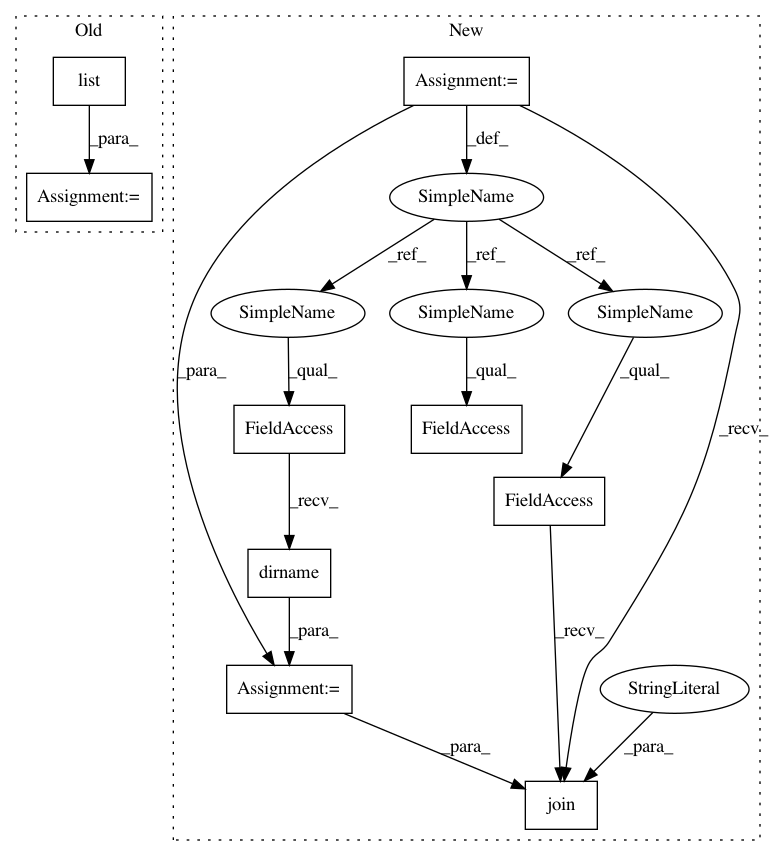 Old
New
list
Assignment:=
_para_
_def_
Assignment:=
SimpleName
_ref_
_ref_
_ref_
SimpleName
SimpleName
SimpleName
_para_
_qual_
_qual_
_qual_
FieldAccess
FieldAccess
_recv_
FieldAccess
_recv_
dirname
_para_
_recv_
Assignment:=
StringLiteral
_para_
_para_
join